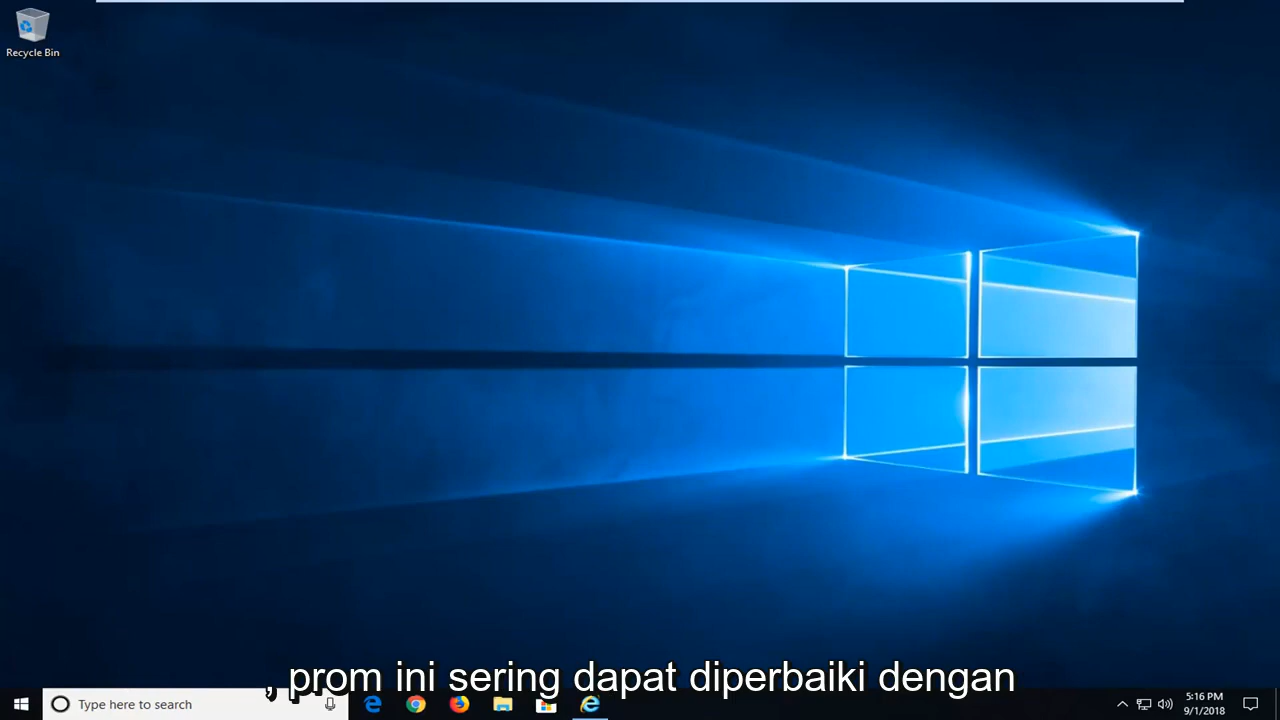 Recycle Bin
, prom ini sering dapat diperbaiki dengan
Type here to search
5:16 PM
9/1/2018